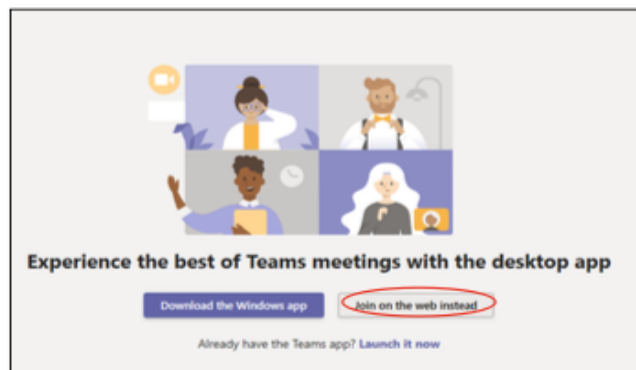 Experience the best of Teams meetings with the desktop app
Download the Windows app
Join on the web instead
Already have the Teams app? Launch it now